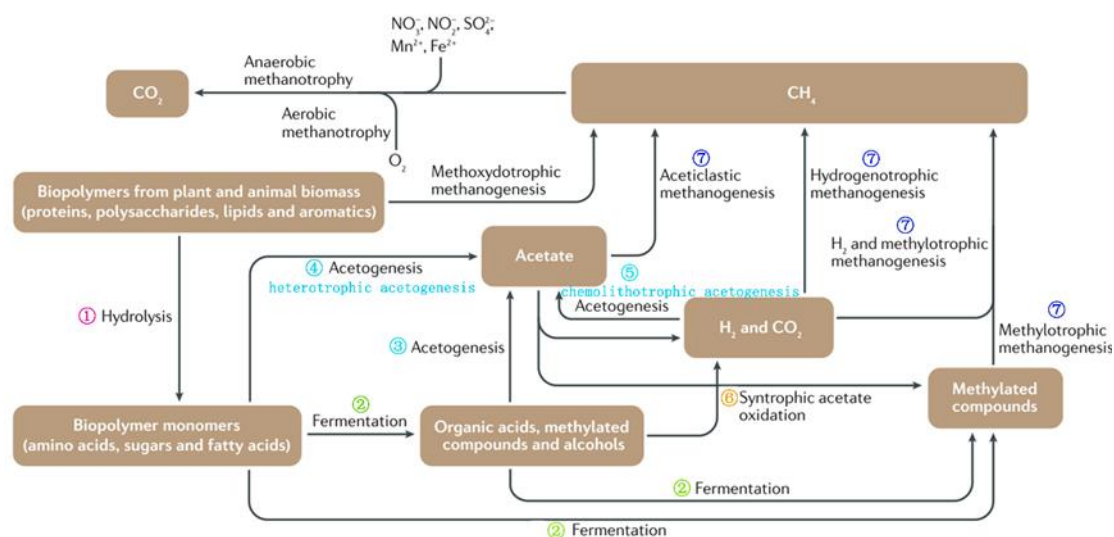 NO₃⁻, NO₂⁻, SO₄²⁻,
Mn²⁺, Fe²⁺
Anaerobic
methanotrophy
CO₂
CH₄
Aerobic
methanotrophy
O₂
Methoxydotrophic
methanogenesis
⑦
Aceticlastic
methanogenesis
⑦
Hydrogenotrophic
methanogenesis
Biopolymers from plant and animal biomass
(proteins, polysaccharides, lipids and aromatics)
⑦
H₂ and methylotrophic
methanogenesis
④ Acetogenesis
heterotrophic acetogenesis
Acetate
⑤
chemolithotrophic acetogenesis
Acetogenesis
① Hydrolysis
H₂ and CO₂
⑦
Methylotrophic
methanogenesis
③ Acetogenesis
⑥ Syntrophic acetate
oxidation
Methylated
compounds
Biopolymer monomers
(amino acids, sugars and fatty acids)
②
Fermentation
Organic acids, methylated
compounds and alcohols
② Fermentation
② Fermentation